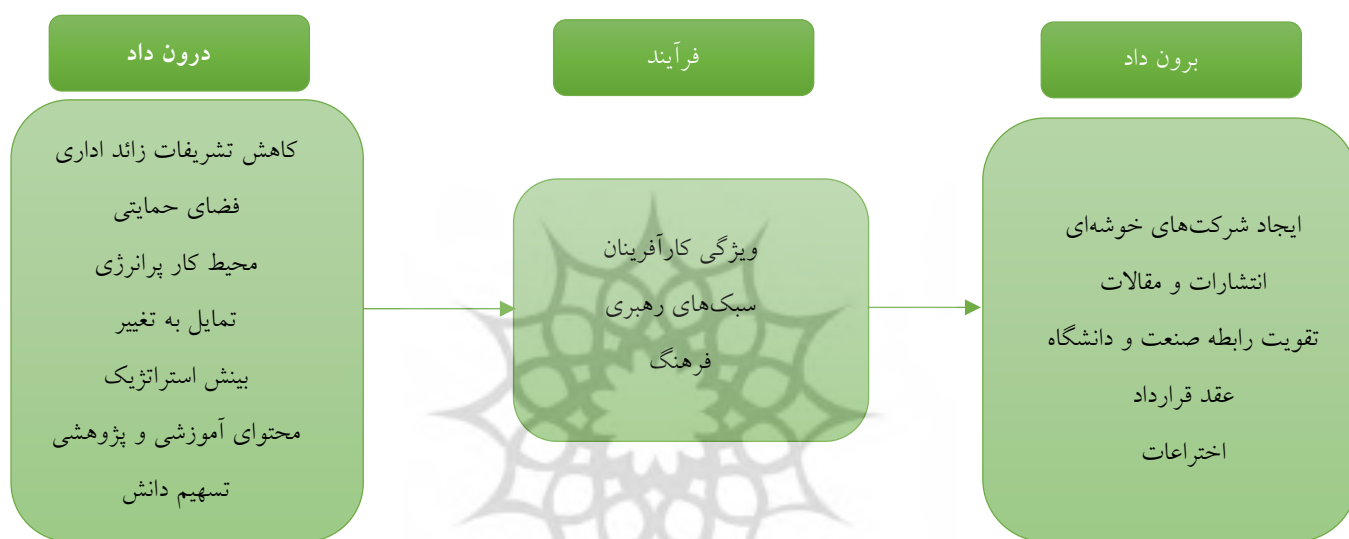 درون داد
کاهش تشریفات زائد اداری
فضای حمایتی
محیط کار پرانرژی
تمایل به تغییر
بینش استراتژیک
محتوای آموزشی و پژوهشی
تسهیم دانش
فرآیند
ویژگی کارآفرینان
سبک‌های رهبری
فرهنگ
برون داد
ایجاد شرکت‌های خوشه‌ای
انتشارات و مقالات
تقویت رابطه صنعت و دانشگاه
عقد قرارداد
اختراعات